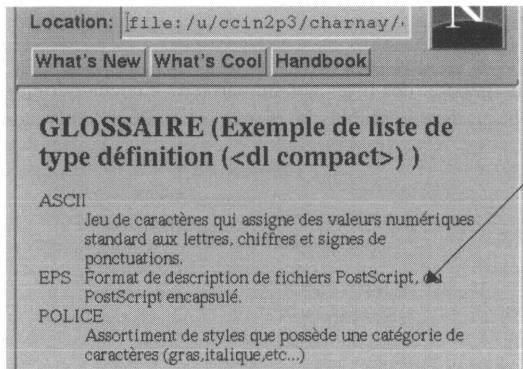 Location: file:/u/ccin2p3/charnay/
N
What's New What's Cool Handbook
GLOSSAIRE (Exemple de liste de
type définition (<dl compact>) )
ASCII
Jeu de caractères qui assigne des valeurs numériques
standard aux lettres, chiffres et signes de
ponctuations.
EPS Format de description de fichiers PostScript,
PostScript encapsulé.
POLICE
Assortiment de styles que possède une catégorie de
caractères (gras,italique,etc...)